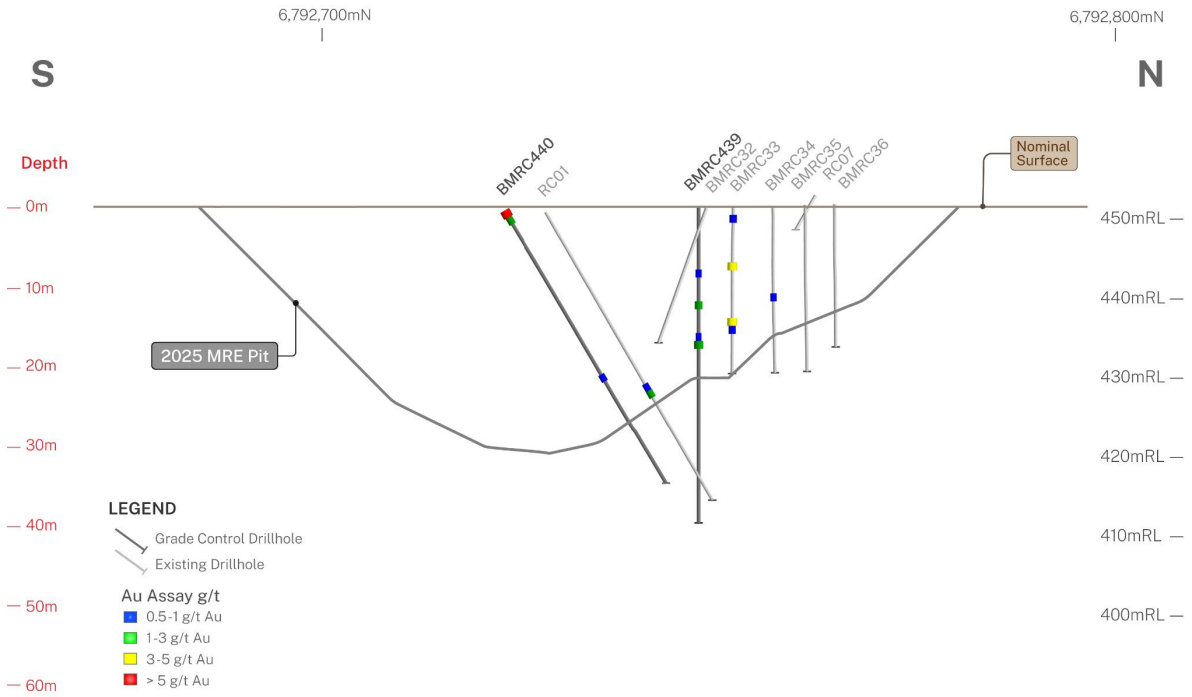 6,792,700mN
6,792,800mN
S
N
BMRC440
RC01
BMRC439
BMRC32
BMRC33
BMRC34
BMRC35
RC07
BMRC36
Nominal
Surface
Depth
0m
10m
20m
30m
40m
50m
60m
450mRL
440mRL
430mRL
420mRL
410mRL
400mRL
2025 MRE Pit
LEGEND
Grade Control Drillhole
Existing Drillhole
Au Assay g/t
0.5-1 g/t Au
1-3 g/t Au
3-5 g/t Au
> 5 g/t Au